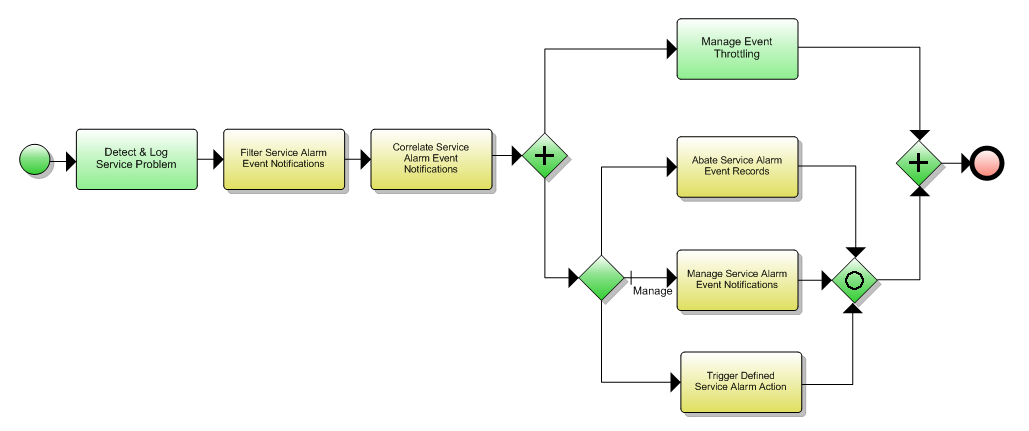 Detect & Log
Service Problem
Filter Service Alarm
Event Notifications
Correlate Service
Alarm Event
Notifications
Manage Event
Throttling
Abate Service Alarm
Event Records
Manage
Manage Service Alarm
Event Notifications
Trigger Defined
Service Alarm Action